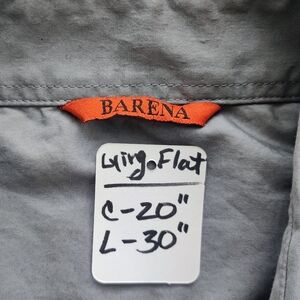 BARENA
Lying.Flat
C-20"
L-30"